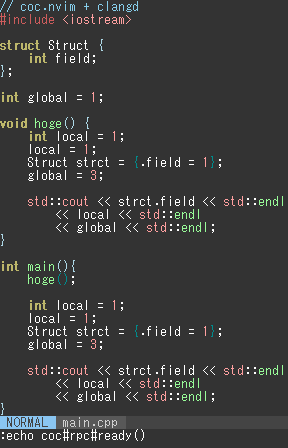 // coc.nvim + clangd
#include <iostream>

struct Struct {
    int field;
};

int global = 1;

void hoge() {
    int local = 1;
    local = 1;
    Struct strct = {.field = 1};
    global = 3;

    std::cout << strct.field << std::endl
        << local << std::endl
        << global << std::endl;
}

int main(){
    hoge();

    int local = 1;
    local = 1;
    Struct strct = {.field = 1};
    global = 3;

    std::cout << strct.field << std::endl
        << local << std::endl
        << global << std::endl;
}
NORMAL main.cpp
:echo coc#rpc#ready()